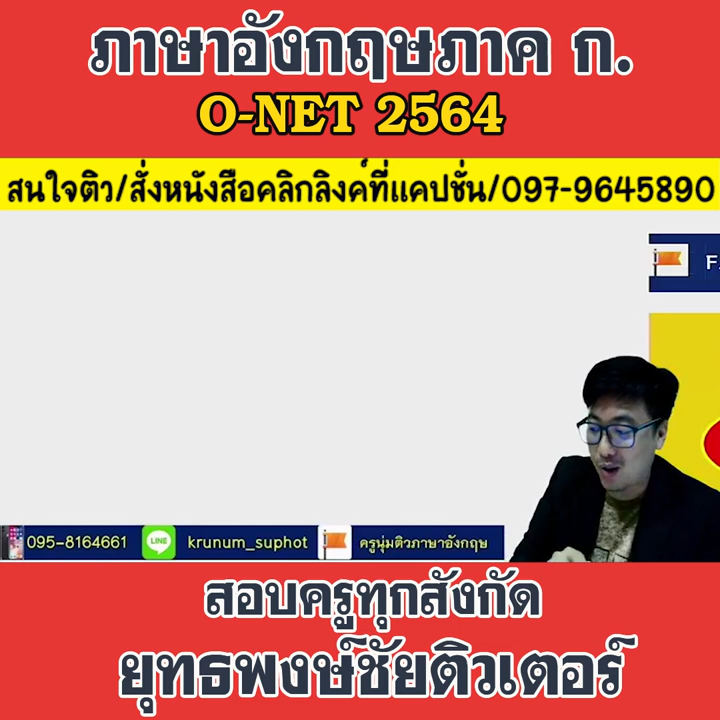 ภาษาอังกฤษภาค ก.
O-NET 2564
สนใจติว/สั่งหนังสือคลิกลิงค์ที่แคปชั่น/097-9645890
F
095-8164661 LINE krunum_suphot ครูนุ่มติวภาษาอังกฤษ
สอบครูทุกสังกัด
ยุทธพงษ์ชัยติวเตอร์